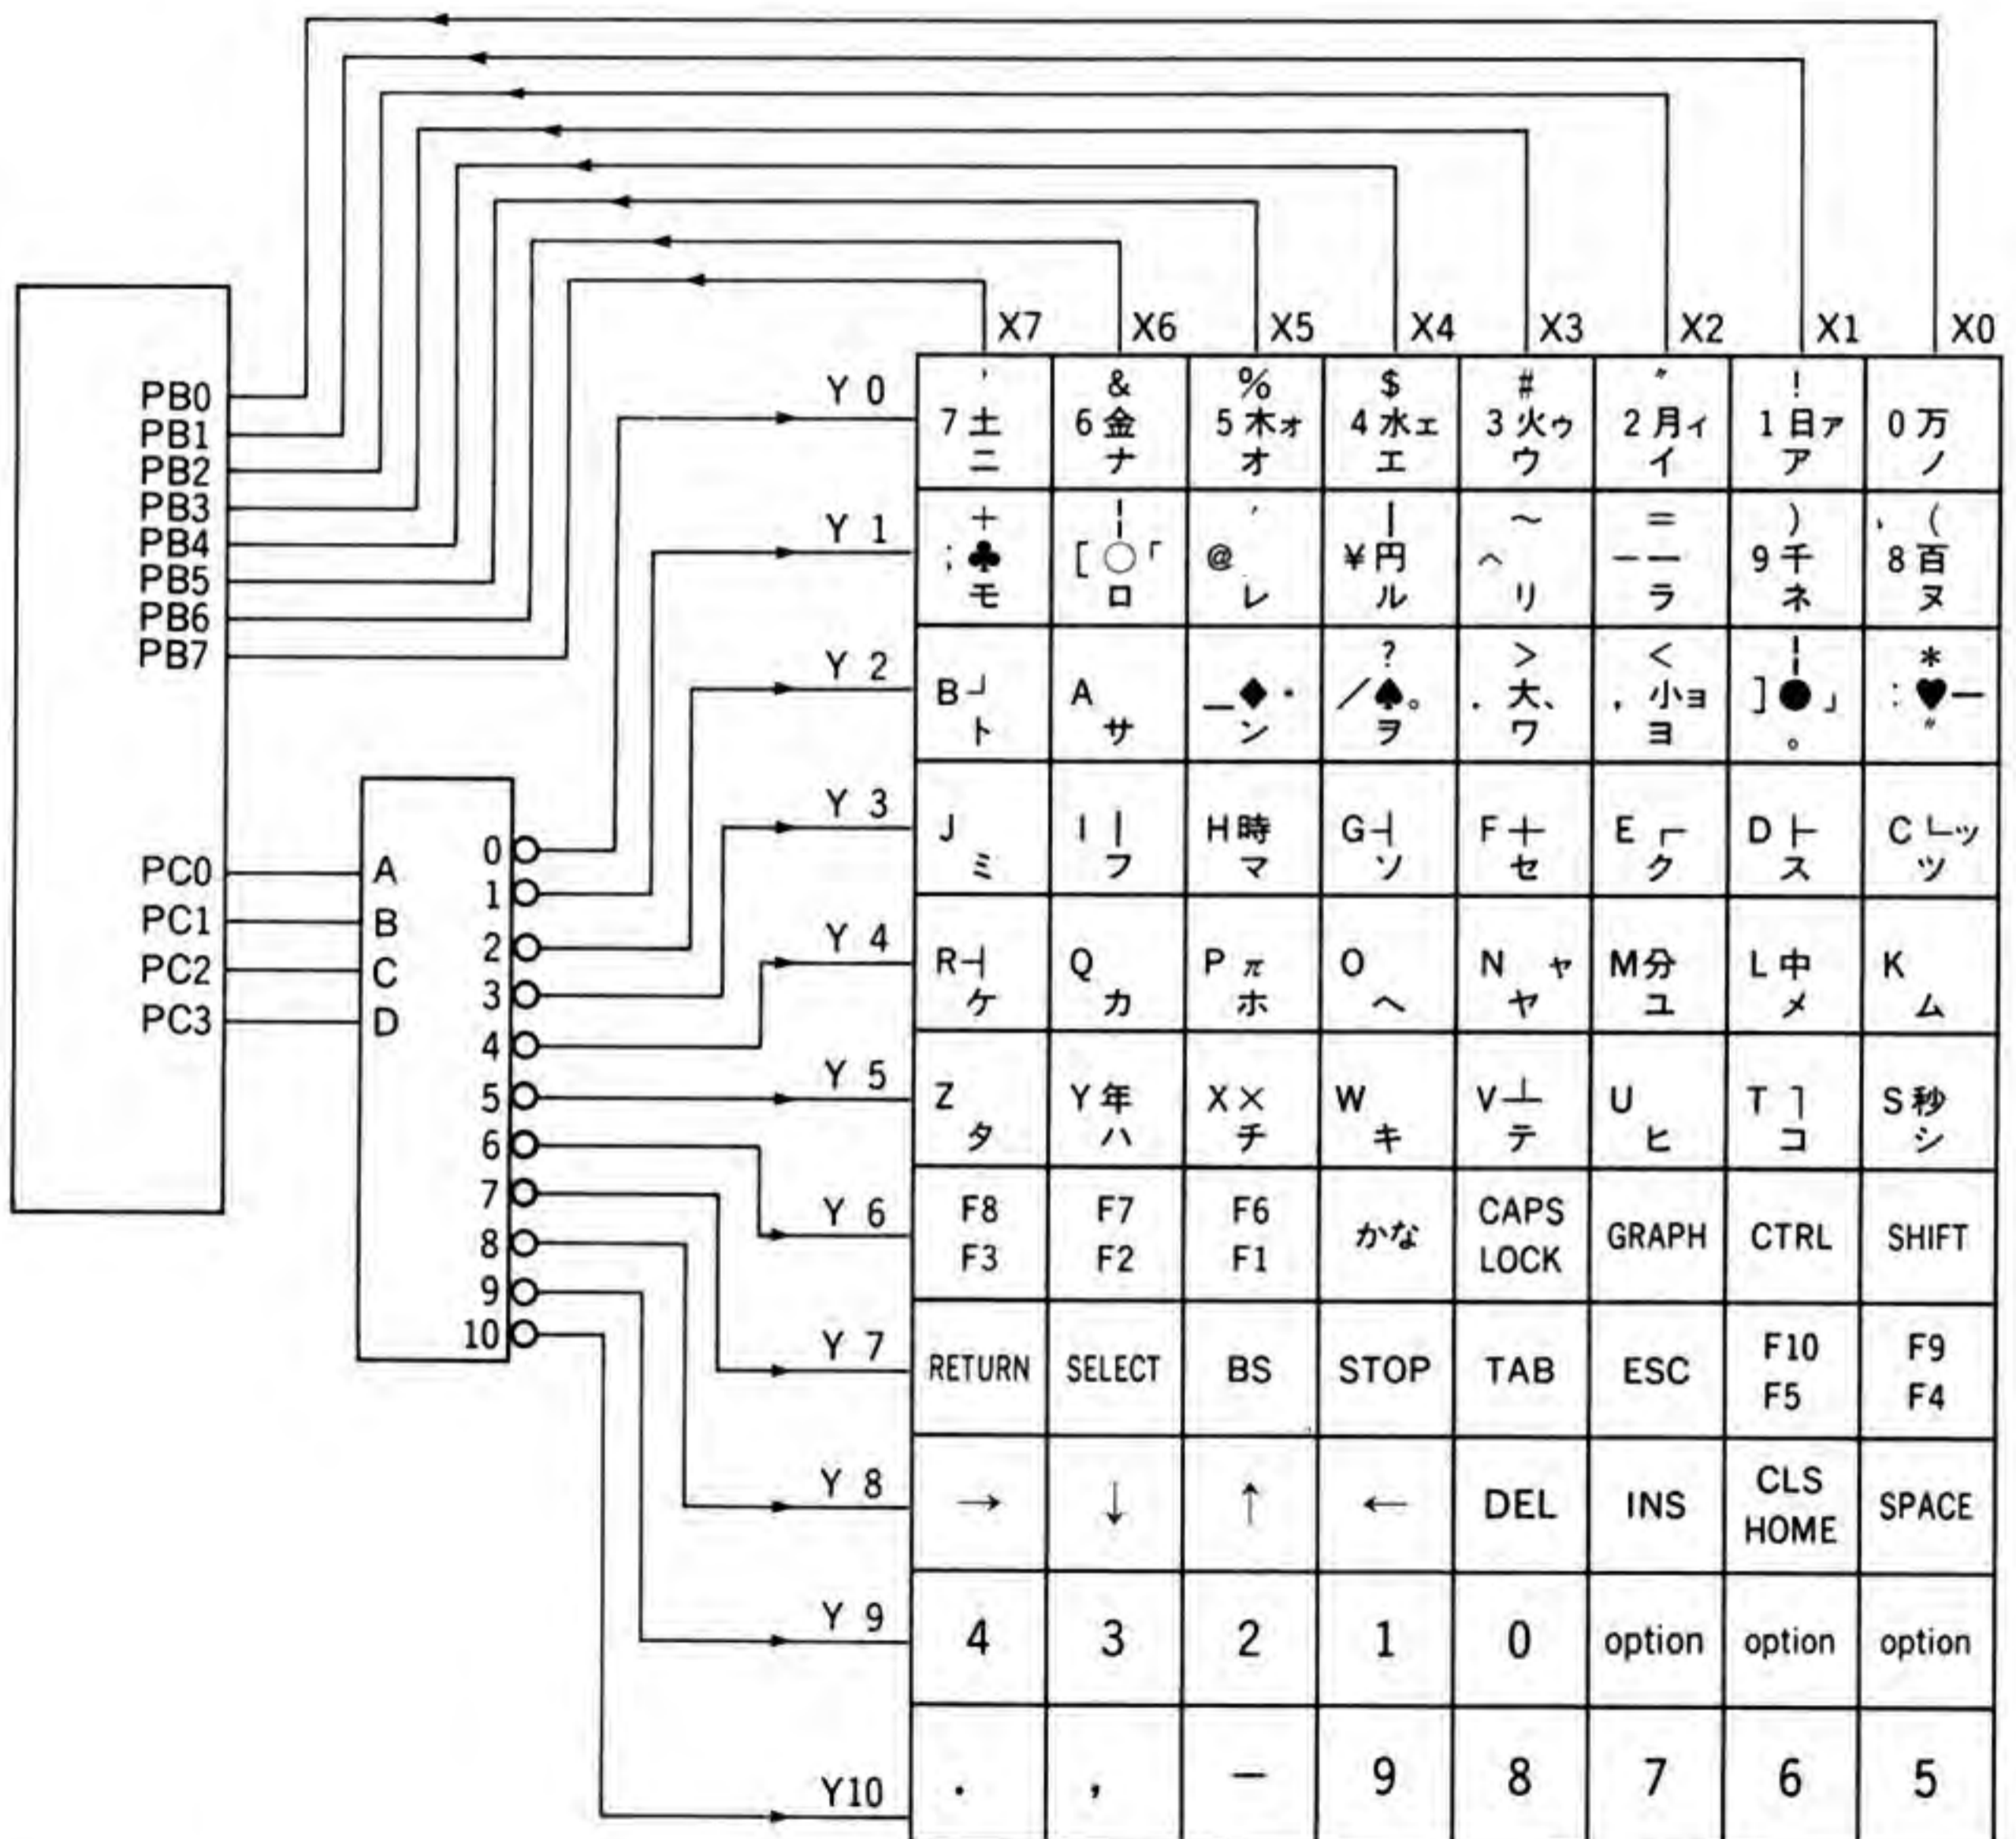 X7 X6 X5 X4 X3 X2 X1 X0
PB0
PB1
PB2
PB3
PB4
PB5
PB6
PB7
PC0 A
PC1 B
PC2 C
PC3 D
0
1
2
3
4
5
6
7
8
9
10
Y 0
' & % $ # " !
7土 6金 5木ォ 4水ェ 3火ゥ 2月ィ 1日ァ 0万
ニ ナ オ エ ウ イ ア ノ
Y 1
+ ¦ ' | ~ = ) (
;♣ [○「 @ ¥円 ^ −一 9千 8百
モ ロ レ ル リ ラ ネ ヌ
Y 2
? > < ¦ *
B┘ A _◆・ /♠。 .大、 ,小ョ ]●」 :♥ー
ト サ ン ヲ ワ ヨ ゜ ゛
Y 3
J I│ H時 G┤ F┼ E┌ D├ C└ッ
ミ フ マ ソ セ ク ス ツ
Y 4
R┤ Q Pπ O N ャ M分 L中 K
ケ カ ホ ヘ ヤ ユ メ ム
Y 5
Z Y年 X× W V┴ U T┐ S秒
タ ハ チ キ テ ヒ コ シ
Y 6
F8 F7 F6 かな CAPS GRAPH CTRL SHIFT
F3 F2 F1 LOCK
Y 7
RETURN SELECT BS STOP TAB ESC F10 F9
F5 F4
Y 8
→ ↓ ↑ ← DEL INS CLS SPACE
HOME
Y 9
4 3 2 1 0 option option option
Y10
. , − 9 8 7 6 5